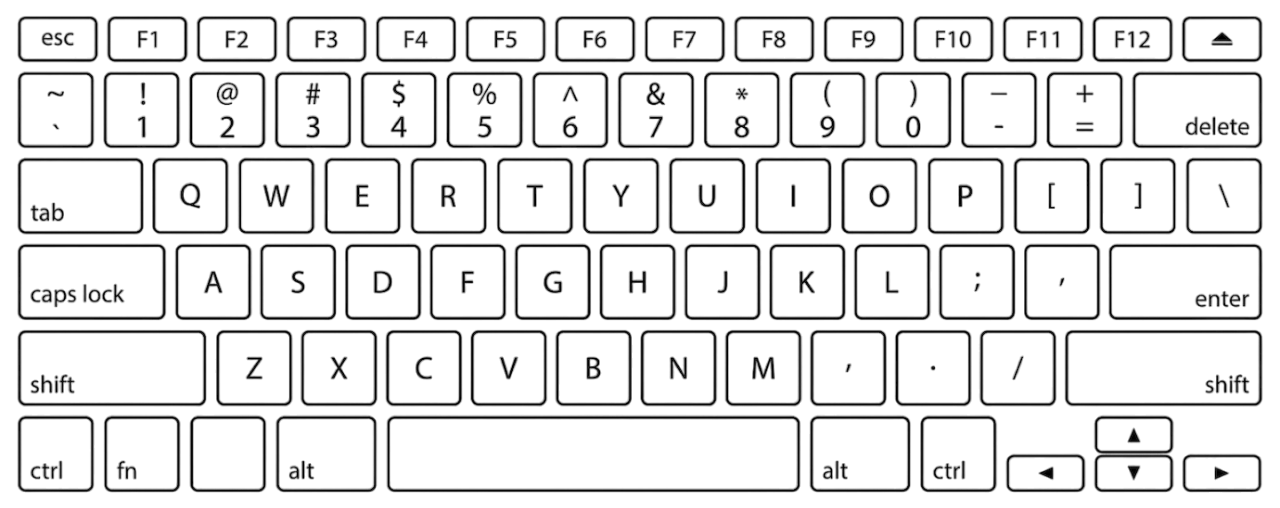 esc F1 F2 F3 F4 F5 F6 F7 F8 F9 F10 F11 F12 ⏏
~ ! @ # $ % ^ & * ( ) _ +
` 1 2 3 4 5 6 7 8 9 0 - = delete
tab Q W E R T Y U I O P [ ] \
caps lock A S D F G H J K L ; ' enter
shift Z X C V B N M , . / shift
ctrl fn alt alt ctrl ◀ ▲ ▼ ▶